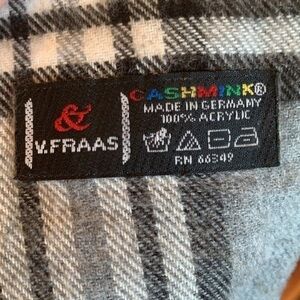 &
V.FRAAS
CASHMINK®
MADE IN GERMANY
100% ACRYLIC
RN 66349